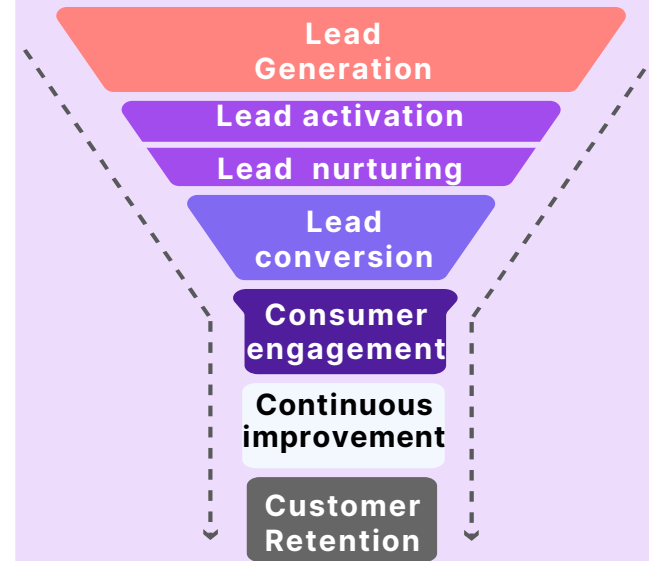 Lead
Generation
Lead activation
Lead nurturing
Lead
conversion
Consumer
engagement
Continuous
improvement
Customer
Retention